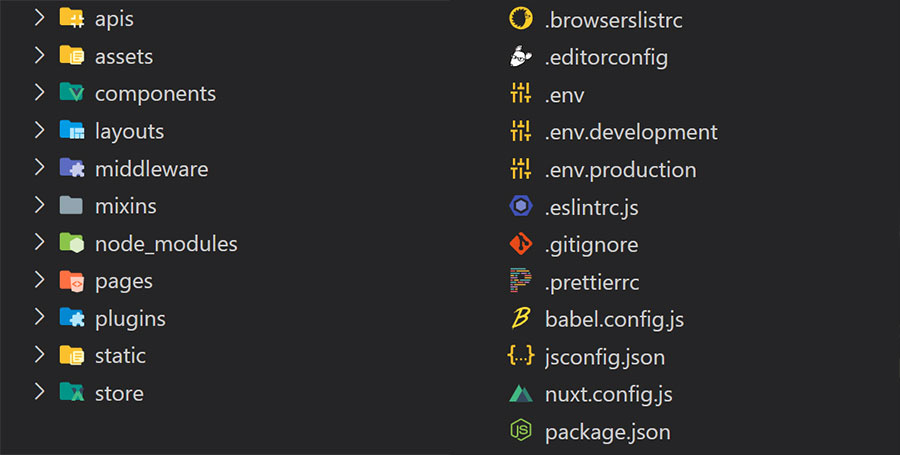 apis
assets
components
layouts
middleware
mixins
node_modules
pages
plugins
static
store
.browserslistrc
.editorconfig
.env
.env.development
.env.production
.eslintrc.js
.gitignore
.prettierrc
babel.config.js
jsconfig.json
nuxt.config.js
package.json